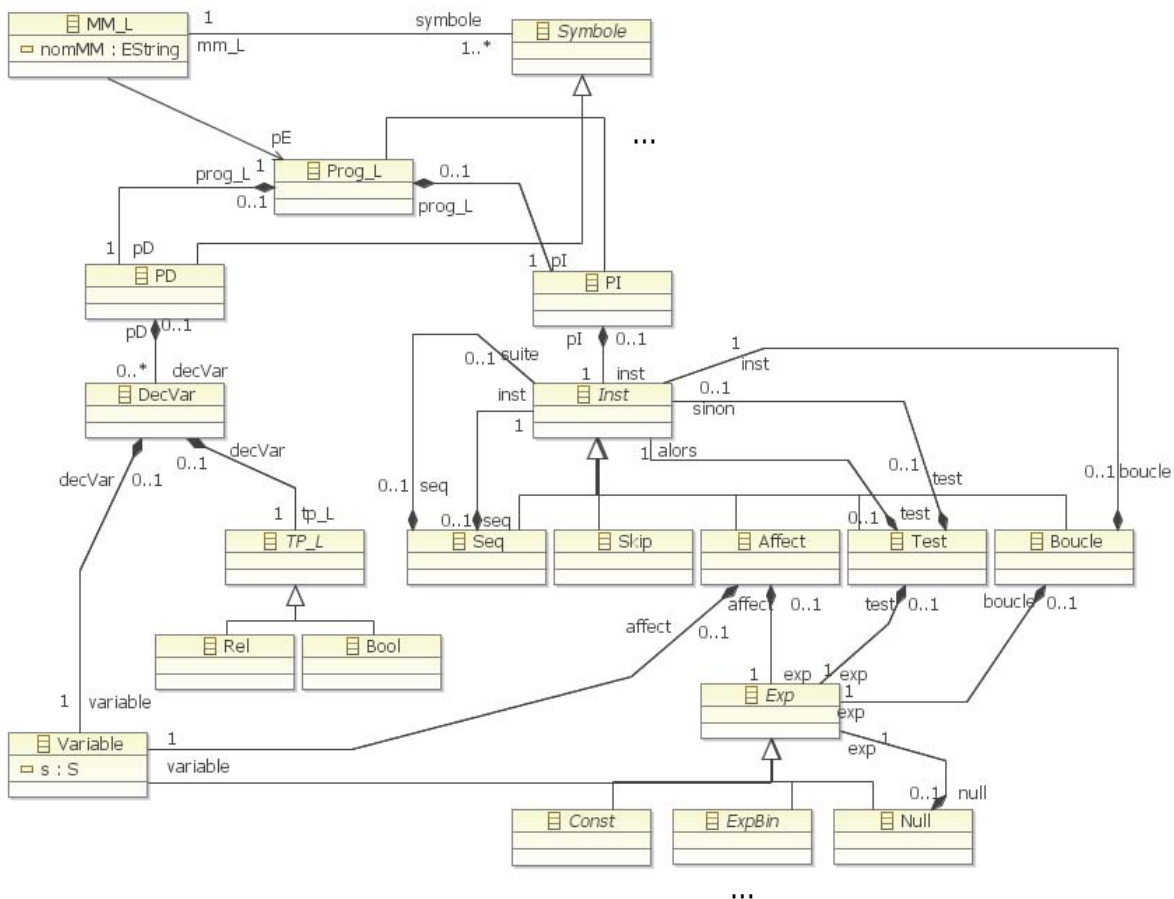 MM_L
nomMM : EString
1
mm_L
symbole
1..*
Symbole
...
pE
1
Prog_L
prog_L
0..1
0..1
prog_L
1
pD
1
pI
PD
PI
pD
0..1
pI
0..1
0..*
decVar
1
inst
DecVar
Inst
0..1
suite
inst
1
1
inst
0..1
sinon
1
alors
decVar
0..1
0..1
decVar
0..1
seq
0..1
seq
0..1
test
0..1
test
0..1
boucle
1
tp_L
TP_L
Seq
Skip
Affect
Test
Boucle
Rel
Bool
affect
0..1
affect
0..1
test
0..1
boucle
0..1
1
exp
1
exp
1
exp
Exp
1
variable
Variable
s : S
1
variable
exp
1
0..1
null
Const
ExpBin
Null
...